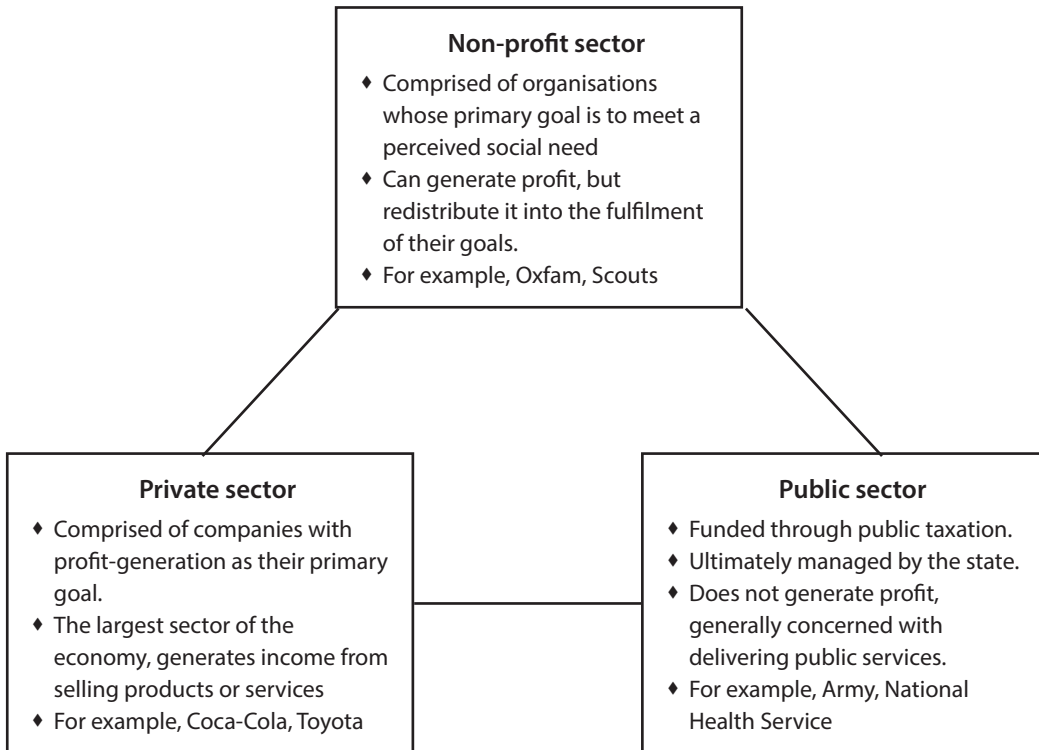 Non-profit sector
♦ Comprised of organisations
whose primary goal is to meet a
perceived social need
♦ Can generate profit, but
redistribute it into the fulfilment
of their goals.
♦ For example, Oxfam, Scouts
Private sector
♦ Comprised of companies with
profit-generation as their primary
goal.
♦ The largest sector of the
economy, generates income from
selling products or services
♦ For example, Coca-Cola, Toyota
Public sector
♦ Funded through public taxation.
♦ Ultimately managed by the state.
♦ Does not generate profit,
generally concerned with
delivering public services.
♦ For example, Army, National
Health Service